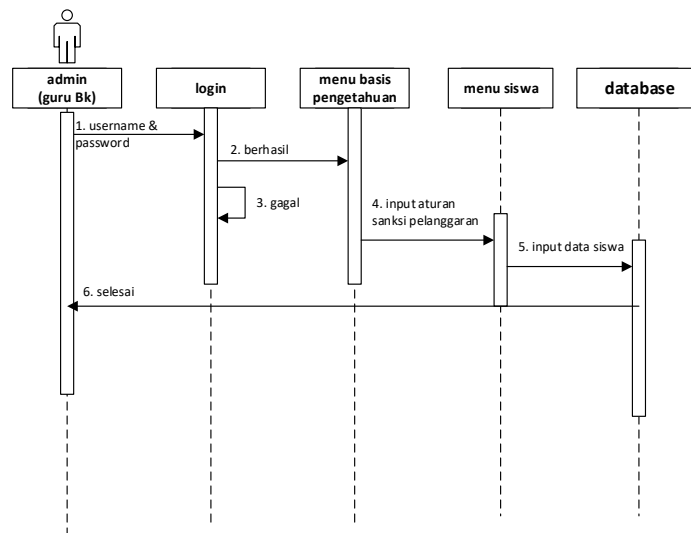 admin
(guru Bk)
login
menu basis
pengetahuan
menu siswa
database
1. username &
password
2. berhasil
3. gagal
4. input aturan
sanksi pelanggaran
5. input data siswa
6. selesai